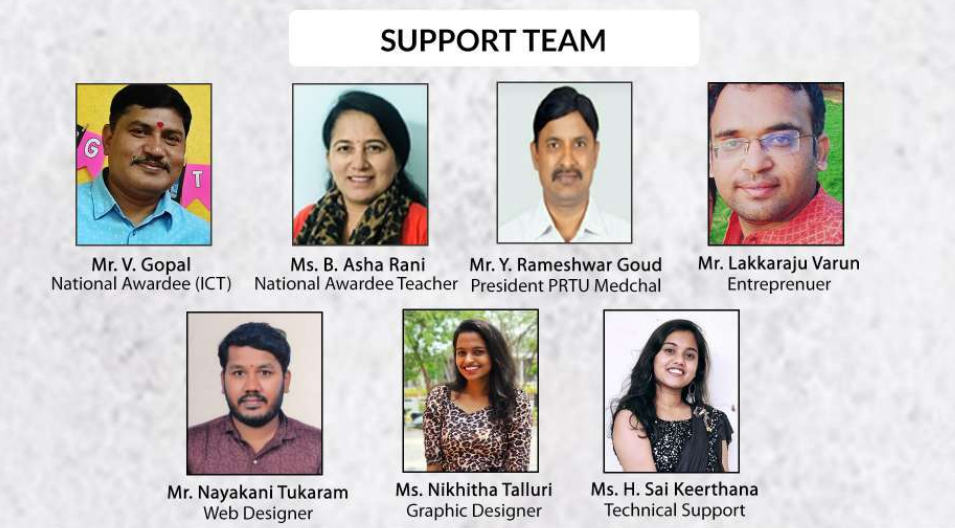 SUPPORT TEAM
G
T
Mr. V. Gopal
National Awardee (ICT)
Ms. B. Asha Rani
National Awardee Teacher
Mr. Y. Rameshwar Goud
President PRTU Medchal
Mr. Lakkaraju Varun
Entreprenuer
Mr. Nayakani Tukaram
Web Designer
Ms. Nikhitha Talluri
Graphic Designer
Ms. H. Sai Keerthana
Technical Support